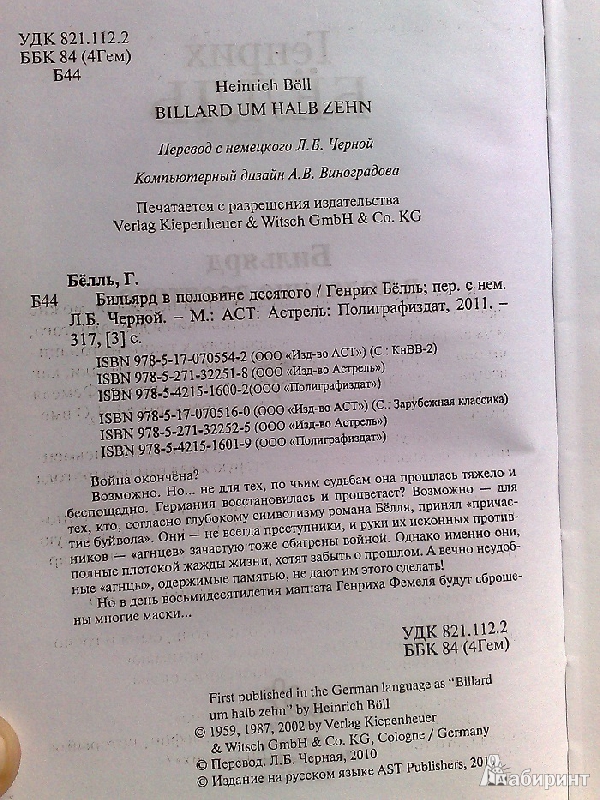 УДК 821.112.2
ББК 84 (4Гем)
Б44
Heinrich Böll
BILLARD UM HALB ZEHN
Перевод с немецкого Л.Б. Черной
Компьютерный дизайн А.В. Виноградова
Печатается с разрешения издательства
Verlag Kiepenheuer & Witsch GmbH & Co. KG
Бёлль, Г.
Б44 Бильярд в половине десятого / Генрих Бёлль; пер. с нем.
Л.Б. Черной. – М.: АСТ: Астрель: Полиграфиздат, 2011. –
317, [3] с.
ISBN 978-5-17-070554-2 (ООО «Изд-во АСТ») (С.: КнВВ-2)
ISBN 978-5-271-32251-8 (ООО «Изд-во Астрель»)
ISBN 978-5-4215-1600-2(ООО «Полиграфиздат»)
ISBN 978-5-17-070516-0 (ООО «Изд-во АСТ») (С.: Зарубежная классика)
ISBN 978-5-271-32252-5 (ООО «Изд-во Астрель»)
ISBN 978-5-4215-1601-9 (ООО «Полиграфиздат»)
Война окончена?
Возможно. Но... не для тех, по чьим судьбам она прошлась тяжело и
беспощадно. Германия восстановилась и процветает? Возможно — для
тех, кто, согласно глубокому символизму романа Бёлля, принял «причас-
тие буйвола». Они — не всегда преступники, и руки их исконных против-
ников — «агнцев» зачастую тоже обагрены войной. Однако именно они,
полные плотской жажды жизни, хотят забыть о прошлом. А вечно неудоб-
ные «агнцы», одержимые памятью, не дают им этого сделать!
Но в день восьмидесятилетия магната Генриха Фемеля будут сброше-
ны многие маски...
УДК 821.112.2
ББК 84 (4Гем)
First published in the German language as "Billard
um halb zehn" by Heinrich Böll
© 1959, 1987, 2002 by Verlag Kiepenheuer
& Witsch GmbH & Co. KG, Cologne / Germany
© Перевод. Л.Б. Черная, 2010
© Издание на русском языке AST Publishers,
Лабиринт